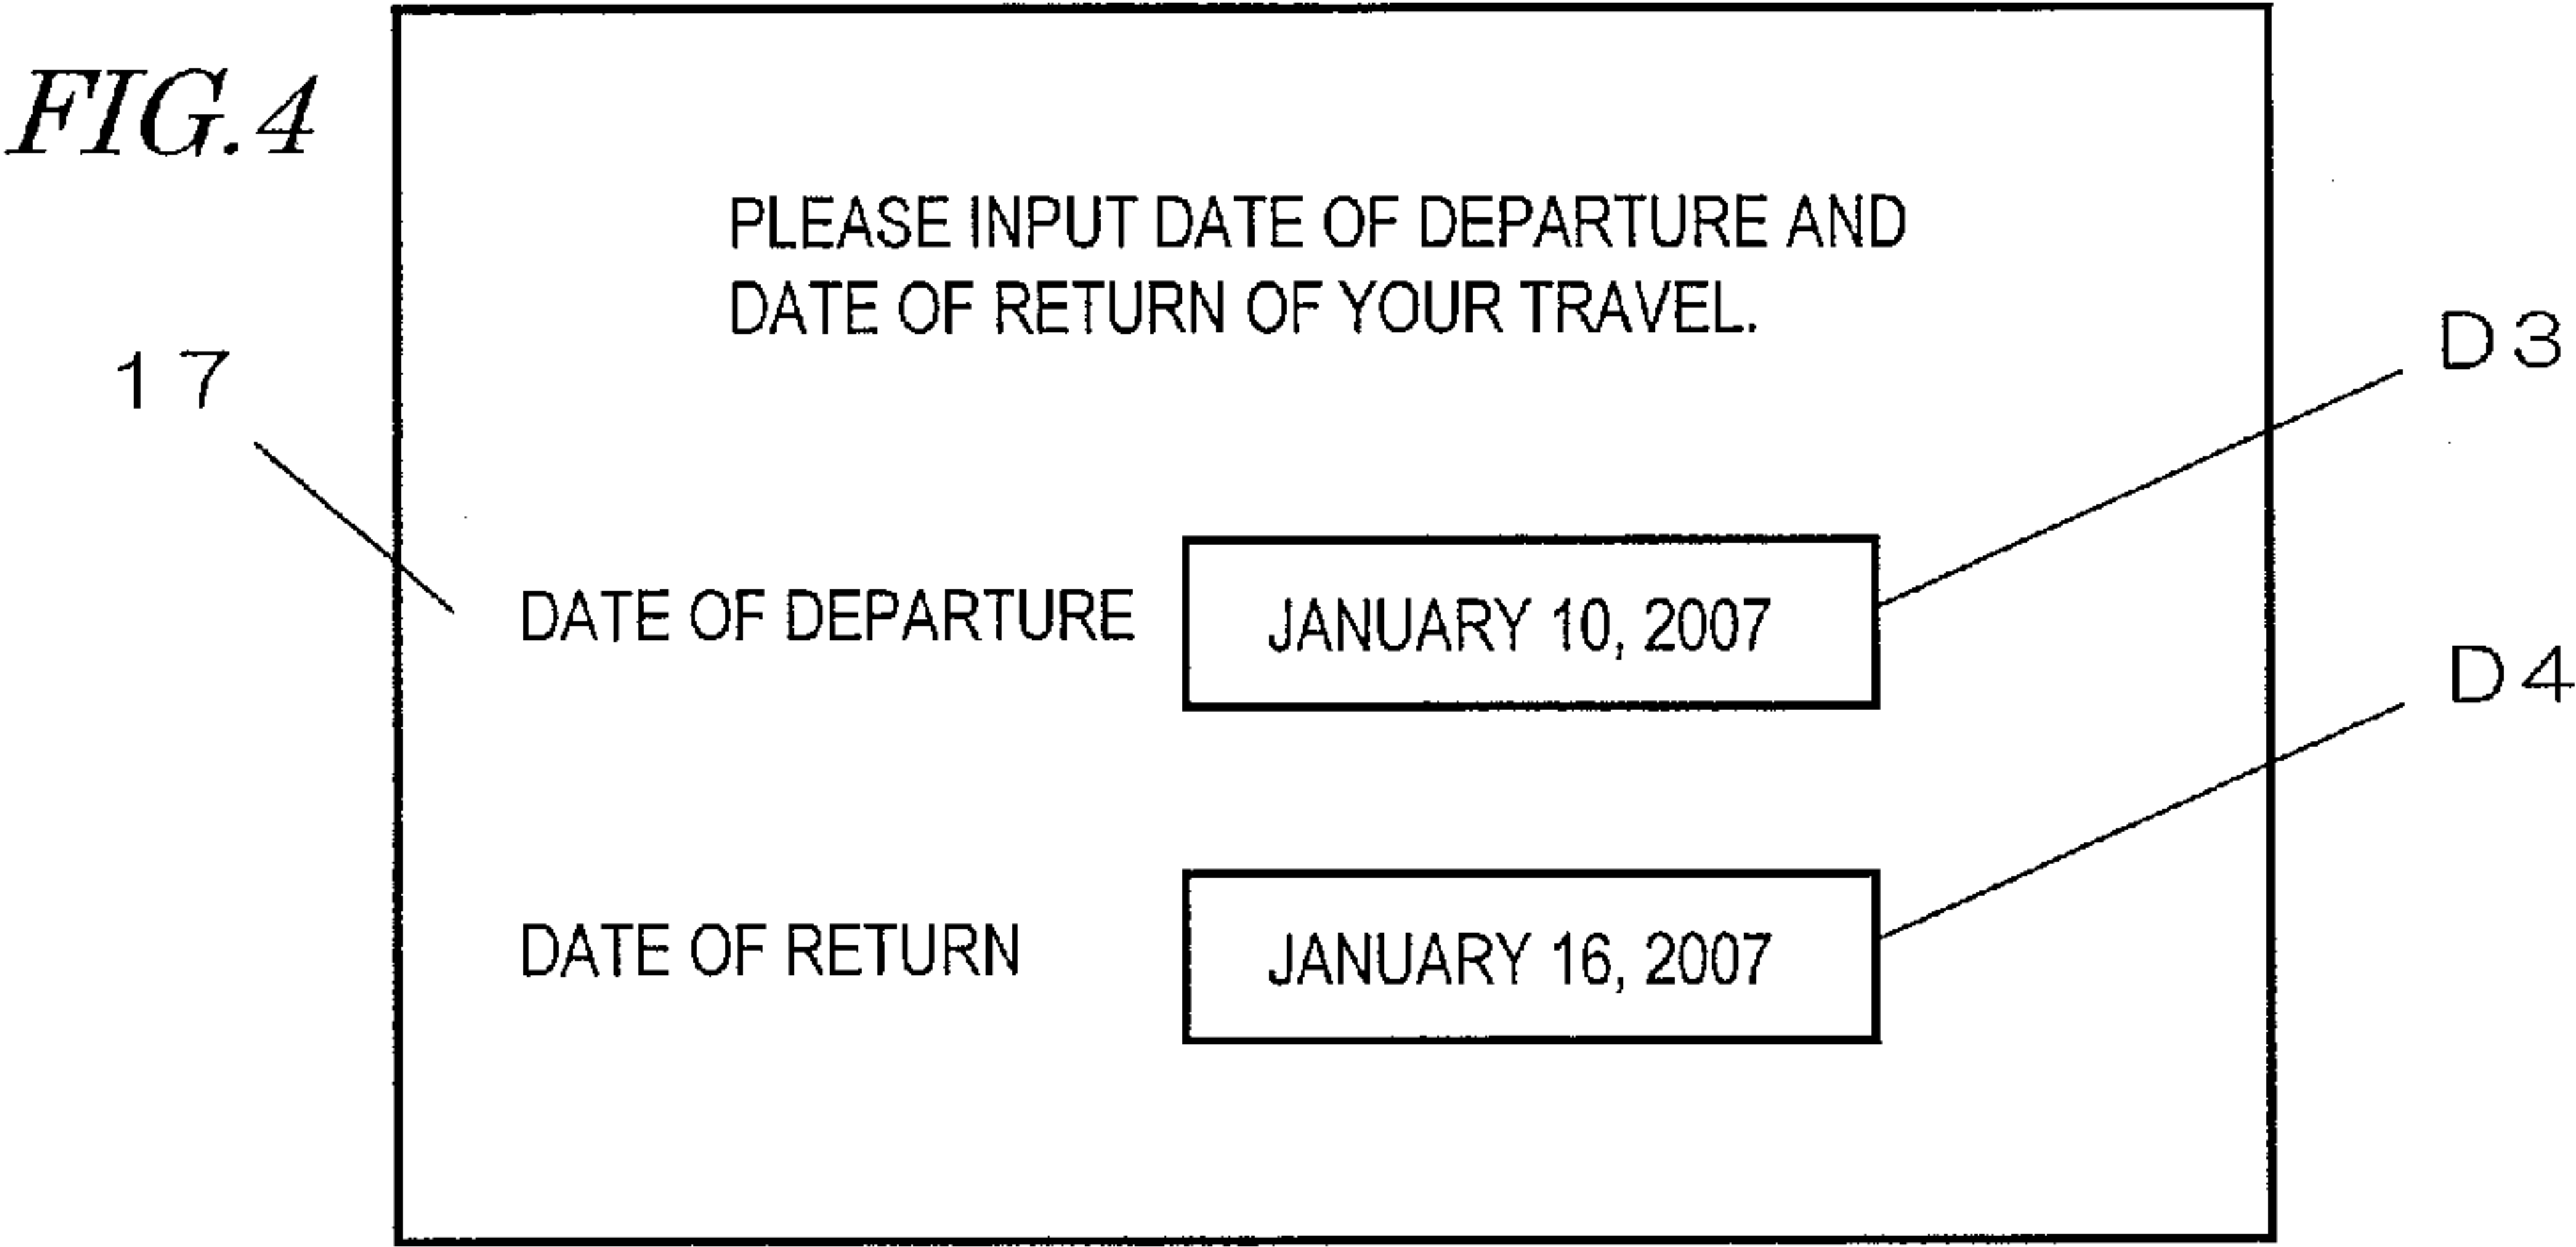 FIG.4
PLEASE INPUT DATE OF DEPARTURE AND
DATE OF RETURN OF YOUR TRAVEL.
17
D3
DATE OF DEPARTURE JANUARY 10, 2007
D4
DATE OF RETURN JANUARY 16, 2007